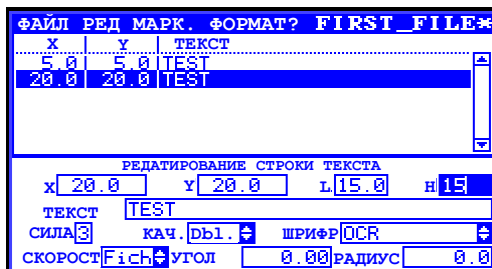 ФАЙЛ РЕД МАРК. ФОРМАТ? FIRST_FILE*
X Y ТЕКСТ
5.0 5.0 TEST
20.0 20.0 TEST
РЕДАТИРОВАНИЕ СТРОКИ ТЕКСТА
X 20.0 Y 20.0 L 15.0 H 15
ТЕКСТ TEST
СИЛА 3 КАЧ. Dbl. ШРИФР OCR
СКОРОСТ Fich УГОЛ 0.00 РАДИУС 0.0